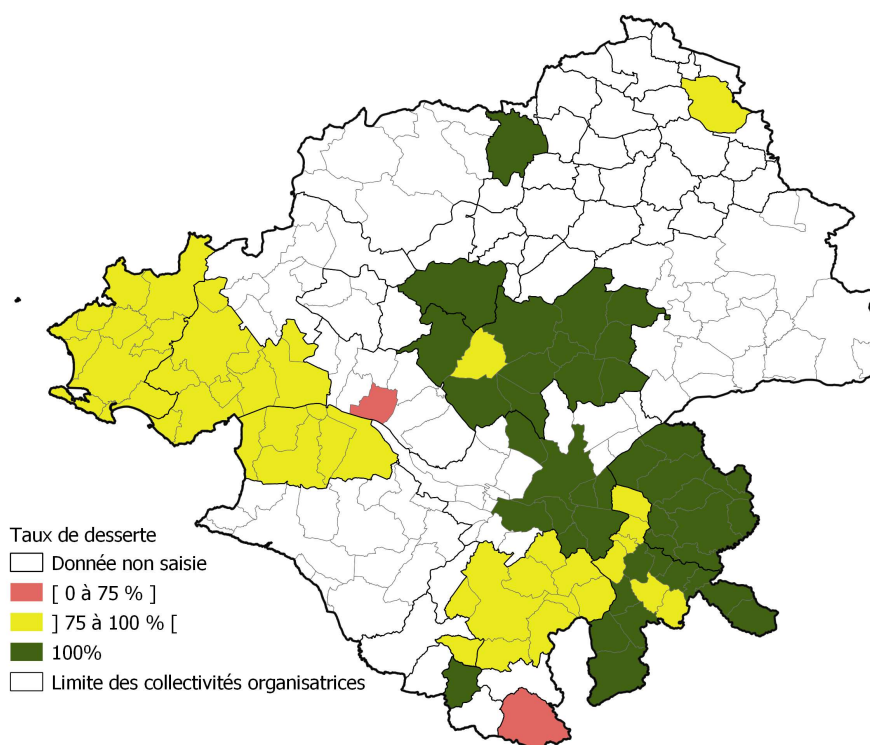 Taux de desserte
Donnée non saisie
[ 0 à 75 % ]
] 75 à 100 % [
100%
Limite des collectivités organisatrices